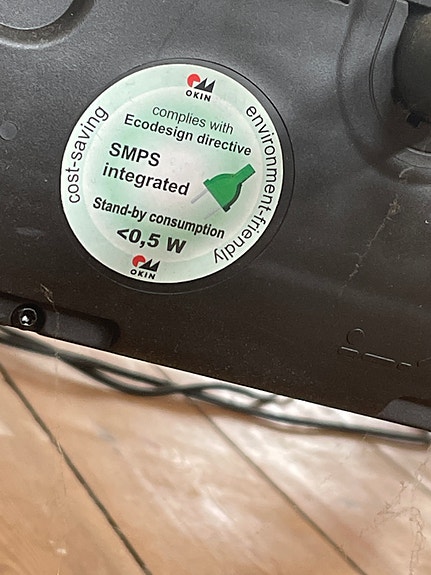 OKIN
cost-saving
environment-friendly
complies with
Ecodesign directive
SMPS
integrated
Stand-by consumption
<0,5 W
OKIN